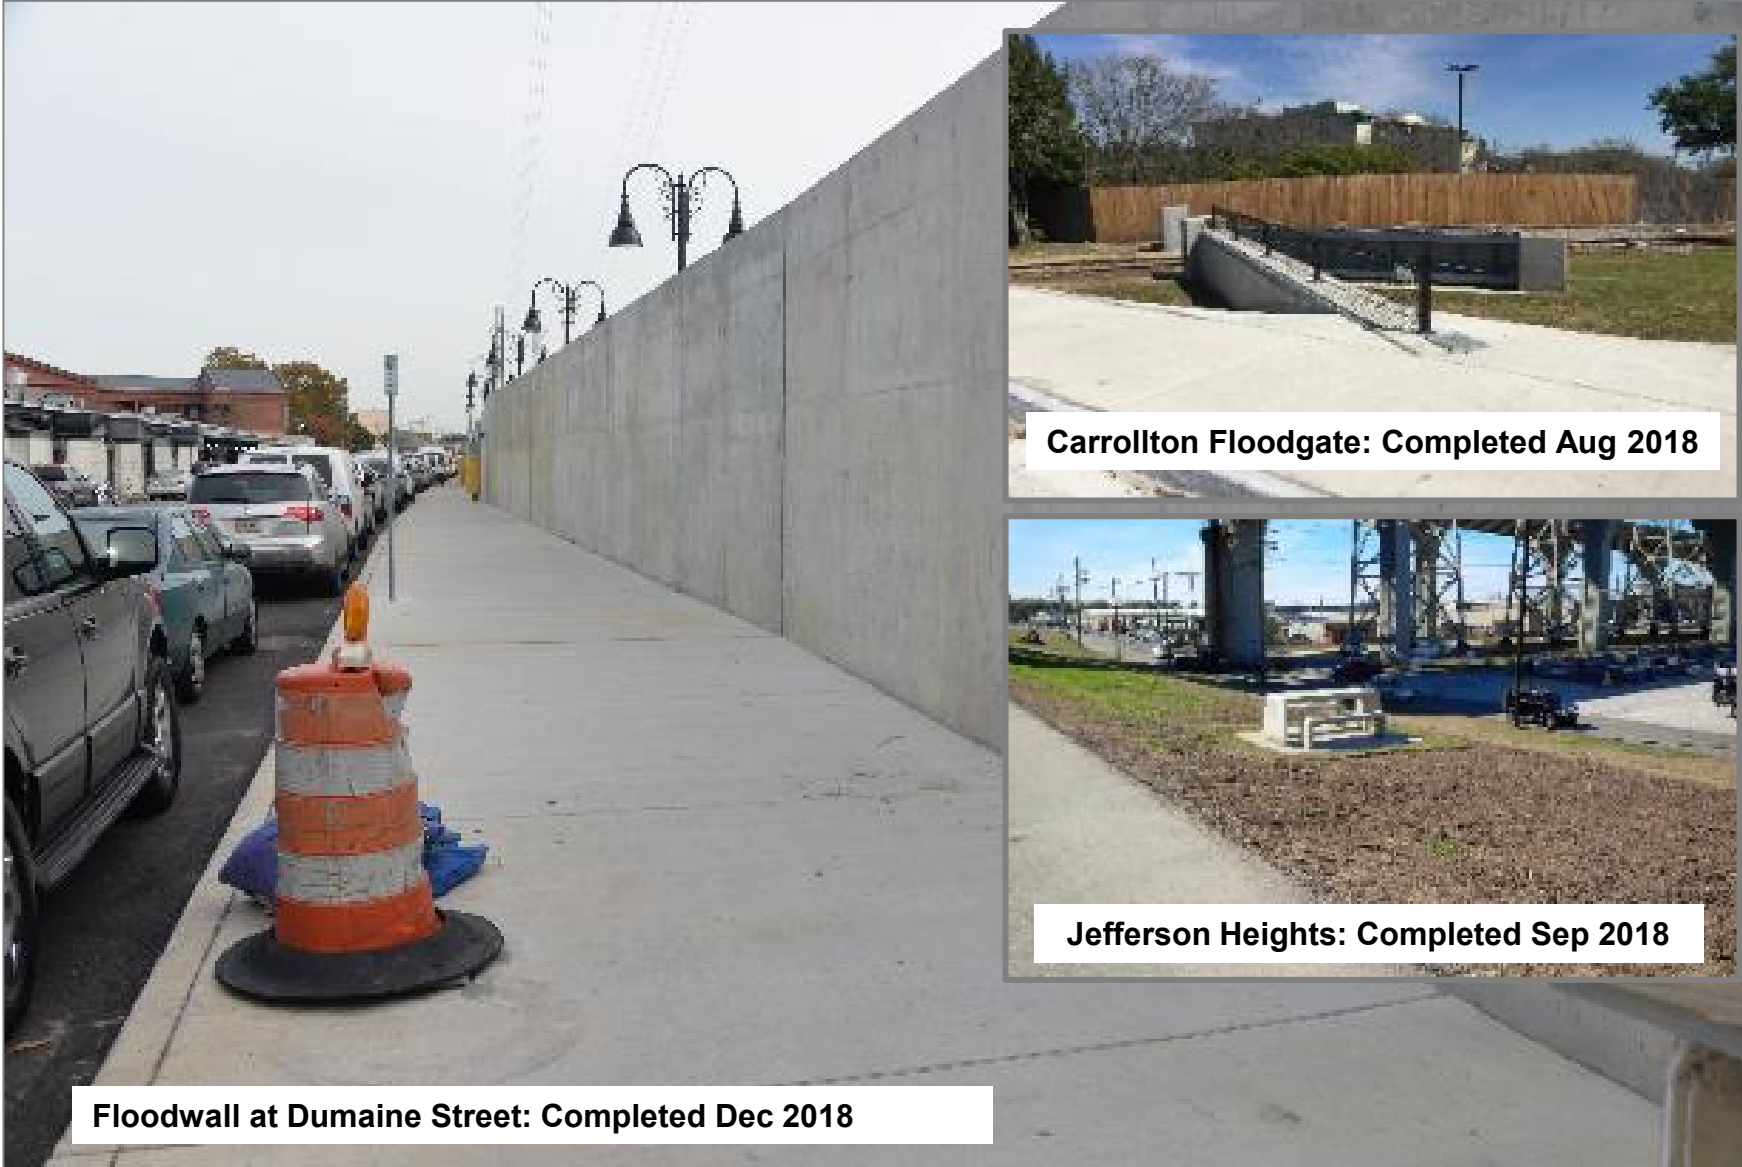 Carrollton Floodgate: Completed Aug 2018
Jefferson Heights: Completed Sep 2018
Floodwall at Dumaine Street: Completed Dec 2018